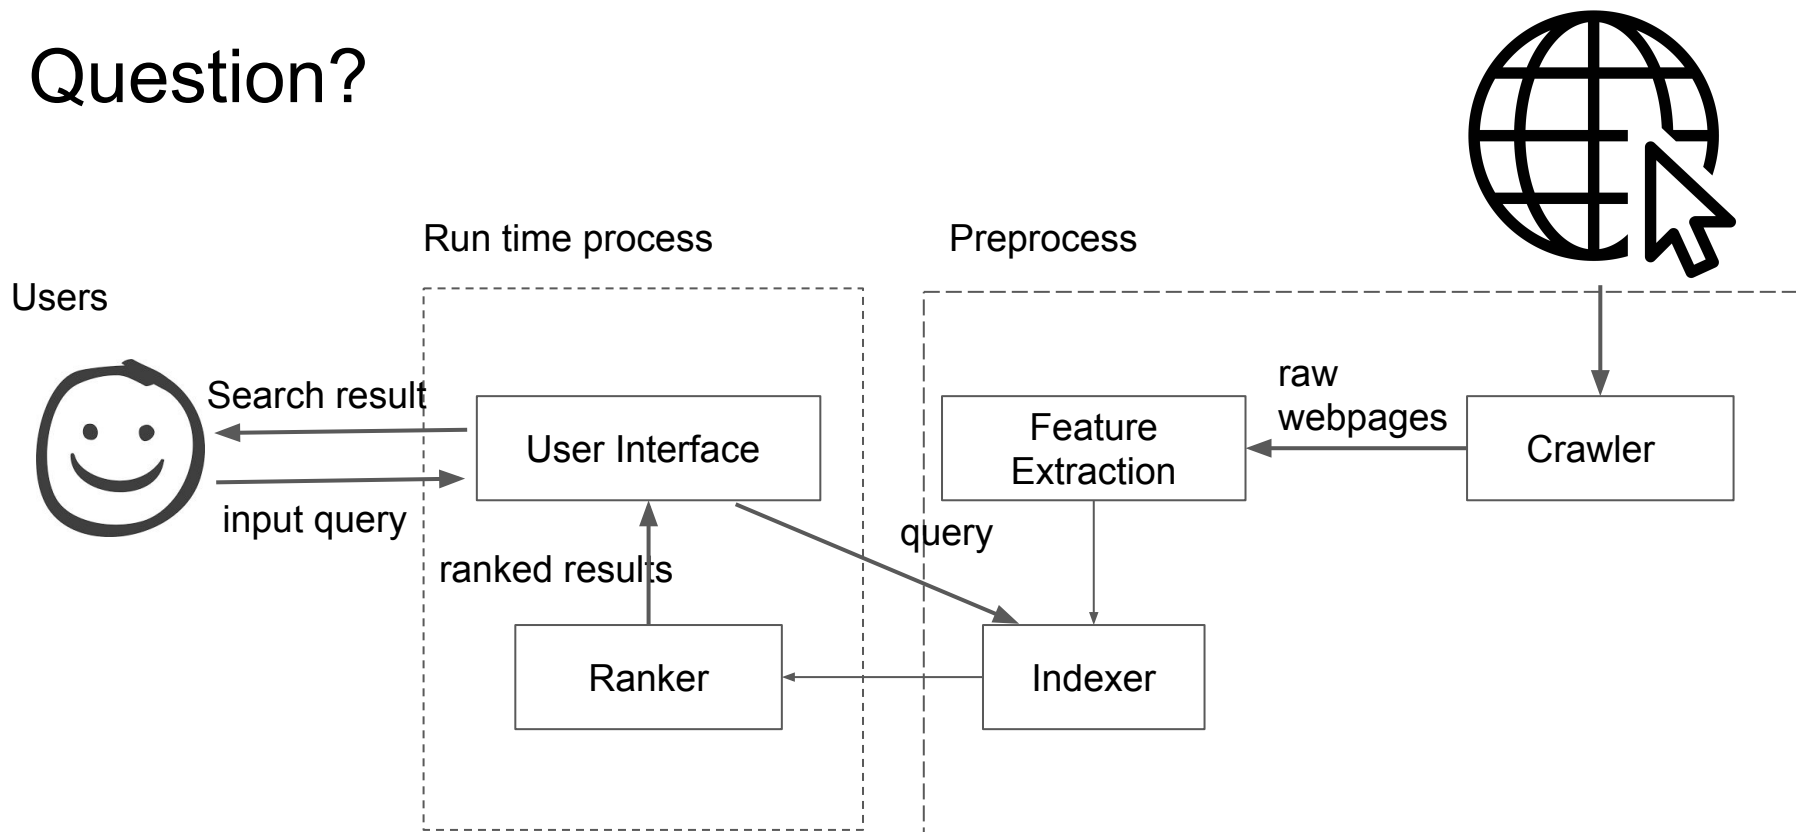 Question?
Run time process
Preprocess
Users
Search result
input query
User Interface
ranked results
Ranker
query
Feature
Extraction
Indexer
raw
webpages
Crawler